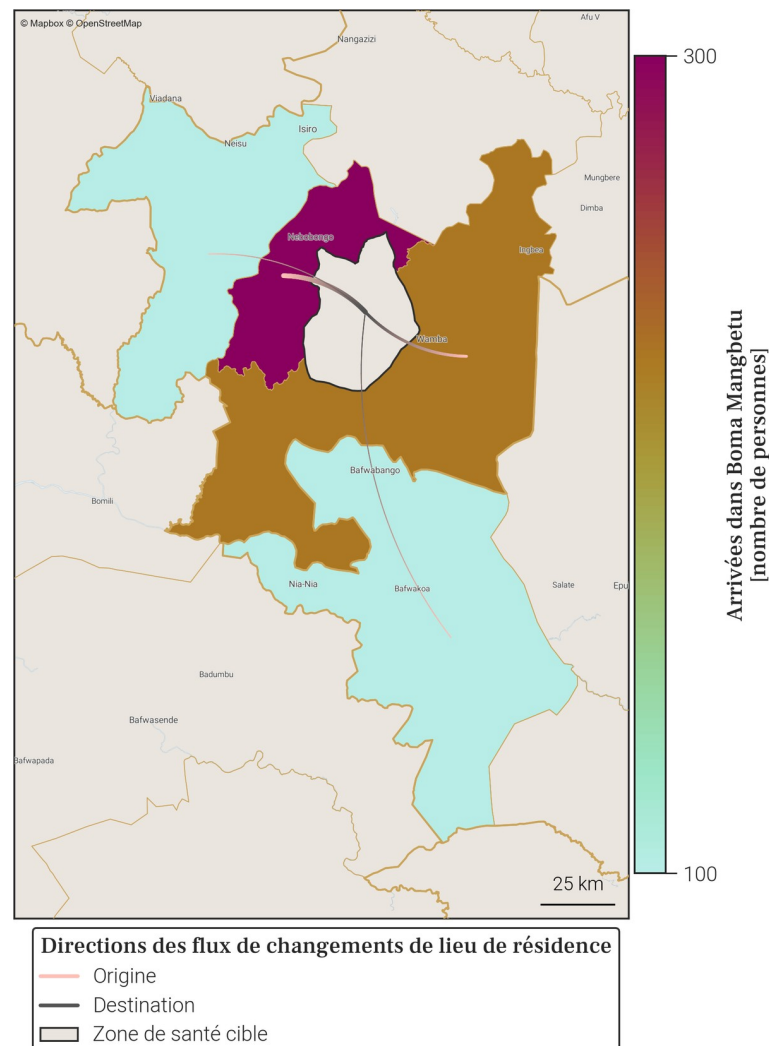 © Mapbox © OpenStreetMap
Afu V
Nangazizi
Viadana
Isiro
Neisu
Mungbere
Dimba
Nebobongo
Ingbea
Wamba
Bafwabango
Bomili
Nia-Nia
Bafwakoa
Salate
Epu
Badumbu
Bafwasende
Bafwapada
25 km
300
100
Arrivées dans Boma Mangbetu
[nombre de personnes]
Directions des flux de changements de lieu de résidence
Origine
Destination
Zone de santé cible